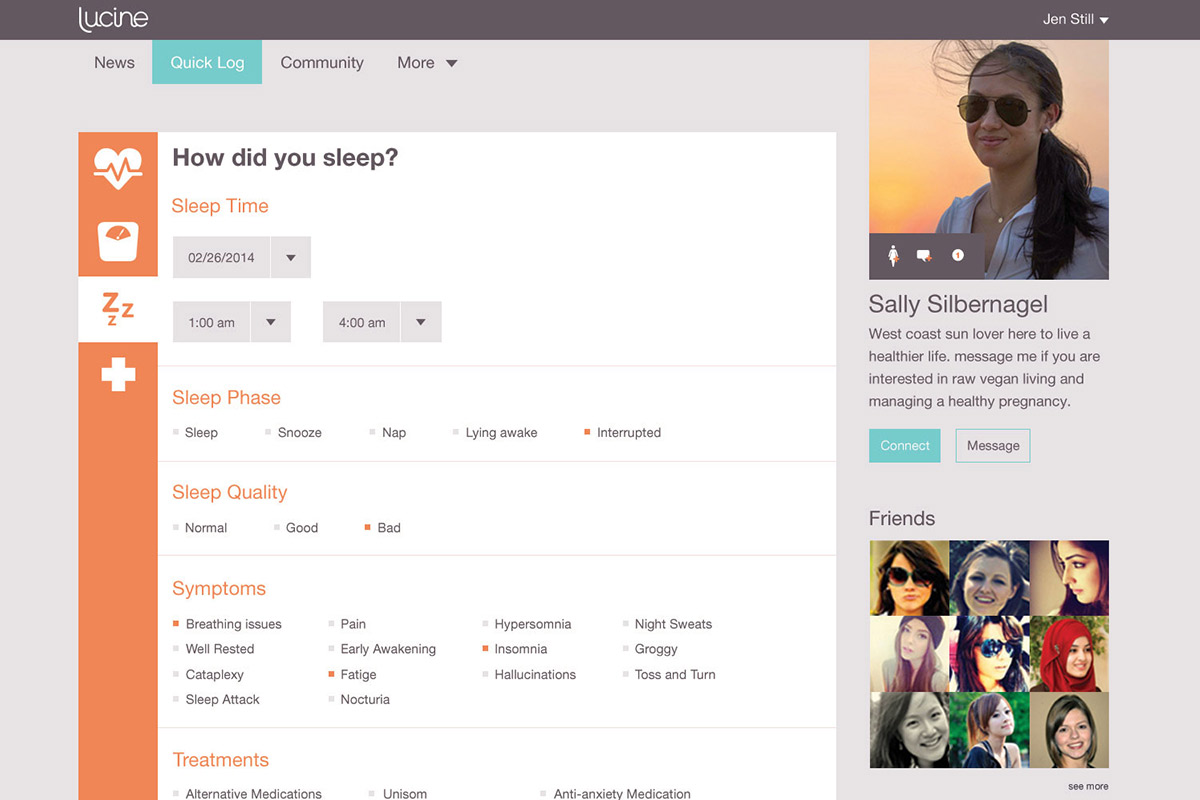 lucine
Jen Still
News
Quick Log
Community
More
How did you sleep?
Sleep Time
02/26/2014
1:00 am
4:00 am
Sleep Phase
Sleep
Snooze
Nap
Lying awake
Interrupted
Sleep Quality
Normal
Good
Bad
Symptoms
Breathing issues
Pain
Hypersomnia
Night Sweats
Well Rested
Early Awakening
Insomnia
Groggy
Cataplexy
Fatige
Hallucinations
Toss and Turn
Sleep Attack
Nocturia
Treatments
Alternative Medications
Unisom
Anti-anxiety Medication
zzz
1
Sally Silbernagel
West coast sun lover here to live a
healthier life. message me if you are
interested in raw vegan living and
managing a healthy pregnancy.
Connect
Message
Friends
see more